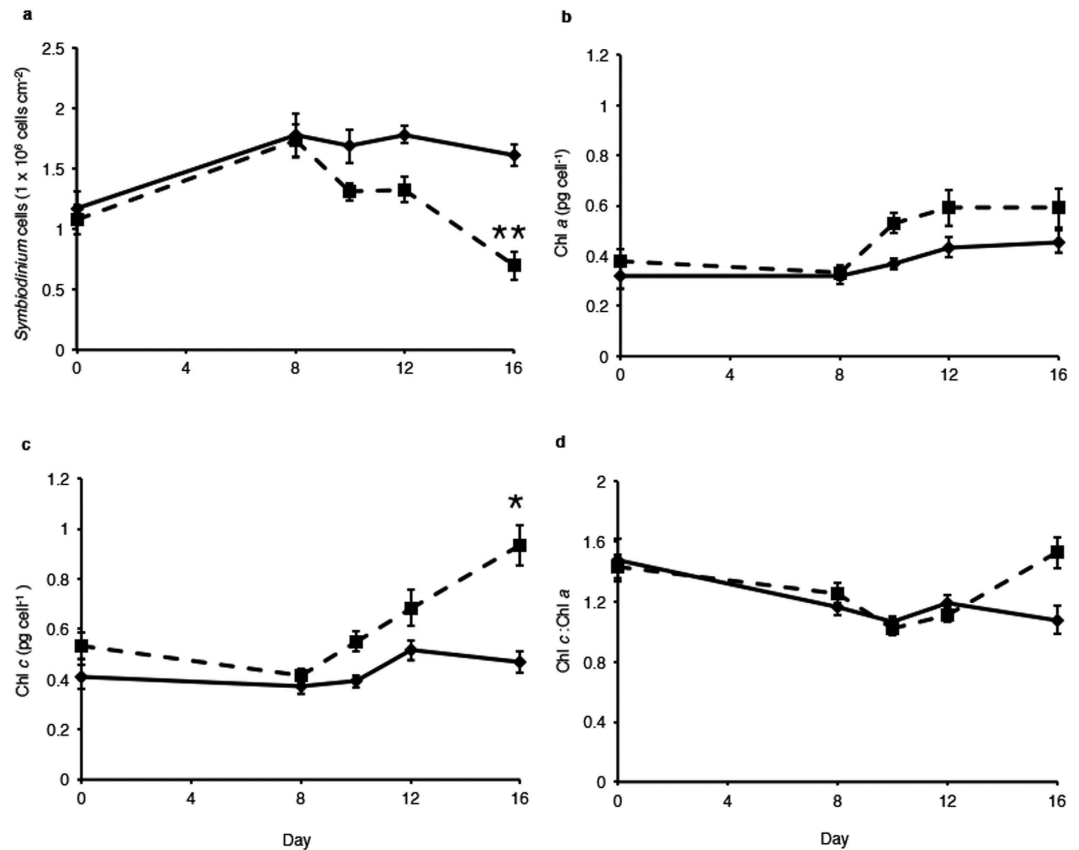 a
Symbiodinium cells (1 x 10⁶ cells cm⁻²)
2.5
2
1.5
1
0.5
0
**
0 4 8 12 16
b
Chl a (pg cell⁻¹)
1.2
1
0.8
0.6
0.4
0.2
0
0 4 8 12 16
c
Chl c (pg cell⁻¹)
1.2
1
0.8
0.6
0.4
0.2
0
*
0 4 8 12 16
Day
d
Chl c:Chl a
2
1.6
1.2
0.8
0.4
0
0 4 8 12 16
Day